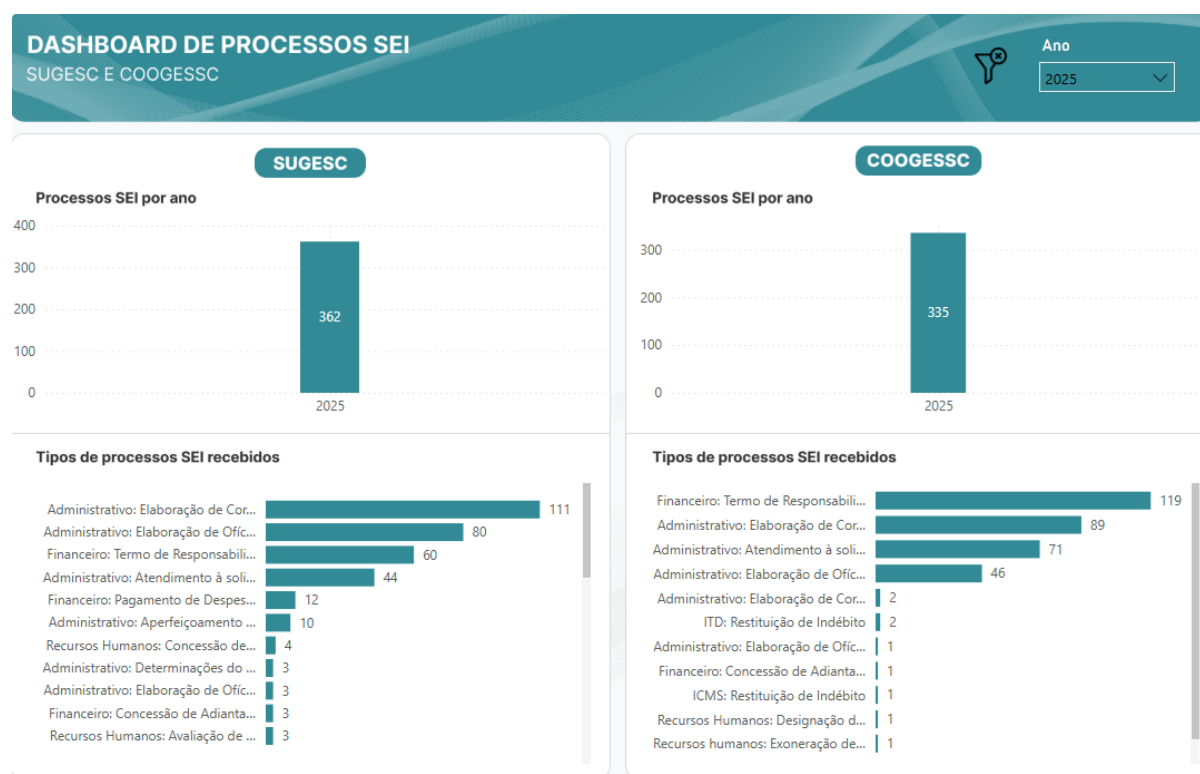 DASHBOARD DE PROCESSOS SEI
SUGESC E COOGESSC
Ano
2025
SUGESC
Processos SEI por ano
400
300
200
100
0
362
2025
Tipos de processos SEI recebidos
Administrativo: Elaboração de Cor... 111
Administrativo: Elaboração de Ofíc... 80
Financeiro: Termo de Responsabili... 60
Administrativo: Atendimento à soli... 44
Financeiro: Pagamento de Despes... 12
Administrativo: Aperfeiçoamento ... 10
Recursos Humanos: Concessão de... 4
Administrativo: Determinações do ... 3
Administrativo: Elaboração de Ofíc... 3
Financeiro: Concessão de Adianta... 3
Recursos Humanos: Avaliação de ... 3
COOGESSC
Processos SEI por ano
300
200
100
0
335
2025
Tipos de processos SEI recebidos
Financeiro: Termo de Responsabili... 119
Administrativo: Elaboração de Cor... 89
Administrativo: Atendimento à soli... 71
Administrativo: Elaboração de Ofíc... 46
Administrativo: Elaboração de Cor... 2
ITD: Restituição de Indébito 2
Administrativo: Elaboração de Ofíc... 1
Financeiro: Concessão de Adianta... 1
ICMS: Restituição de Indébito 1
Recursos Humanos: Designação d... 1
Recursos humanos: Exoneração de... 1